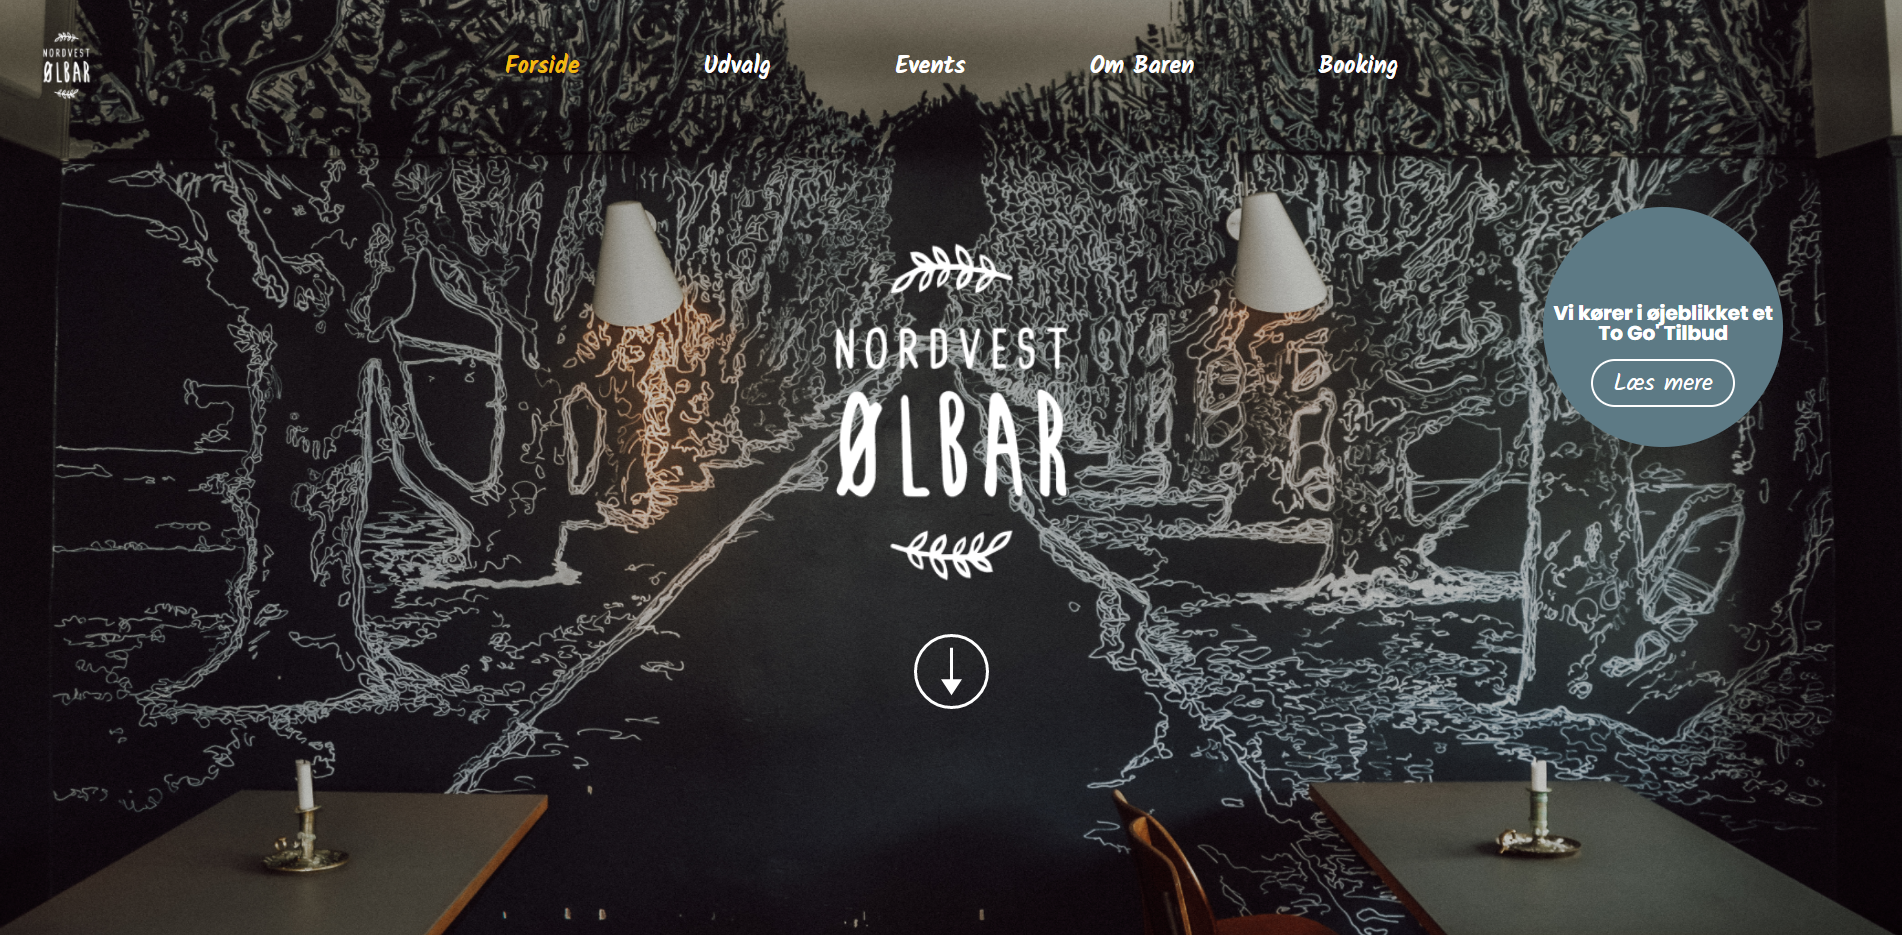 NORDVEST
ØLBAR
Forside
Udvalg
Events
Om Baren
Booking
NORDVEST
ØLBAR
Vi kører i øjeblikket et
To Go Tilbud
Læs mere